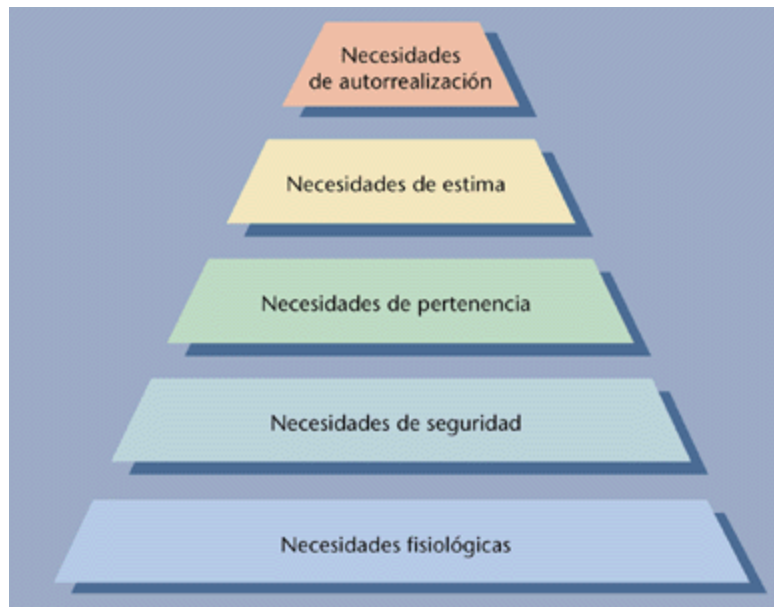 Necesidades
de autorrealización
Necesidades de estima
Necesidades de pertenencia
Necesidades de seguridad
Necesidades fisiológicas